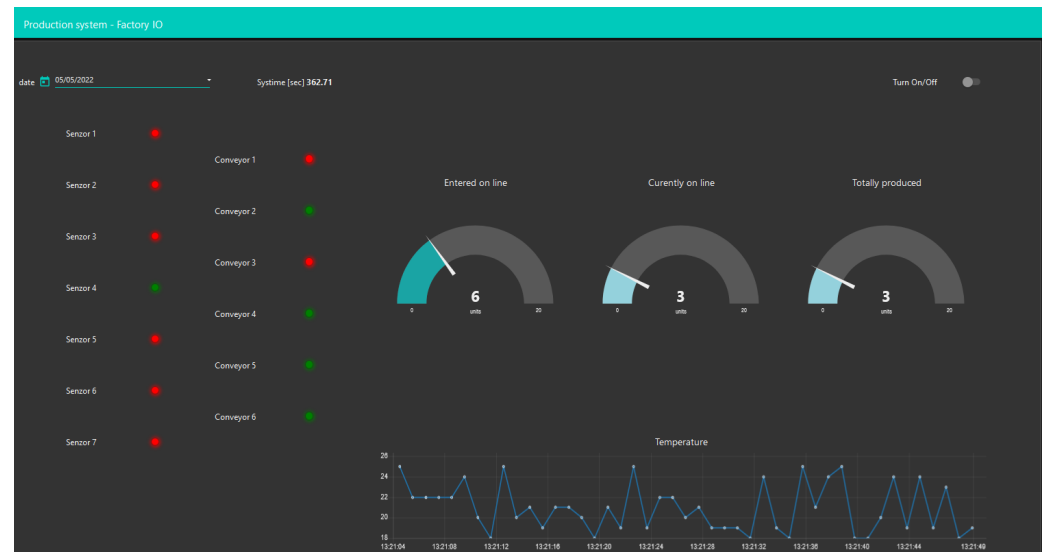 Production system - Factory IO
date 05/05/2022 Systime [sec] 362.71 Turn On/Off
Senzor 1
Conveyor 1
Senzor 2
Conveyor 2
Senzor 3
Conveyor 3
Senzor 4
Conveyor 4
Senzor 5
Conveyor 5
Senzor 6
Conveyor 6
Senzor 7
Entered on line
6
units
0 20
Curently on line
3
units
0 20
Totally produced
3
units
0 20
Temperature
26
24
22
20
18
13:21:04 13:21:08 13:21:12 13:21:16 13:21:20 13:21:24 13:21:28 13:21:32 13:21:36 13:21:40 13:21:44 13:21:49